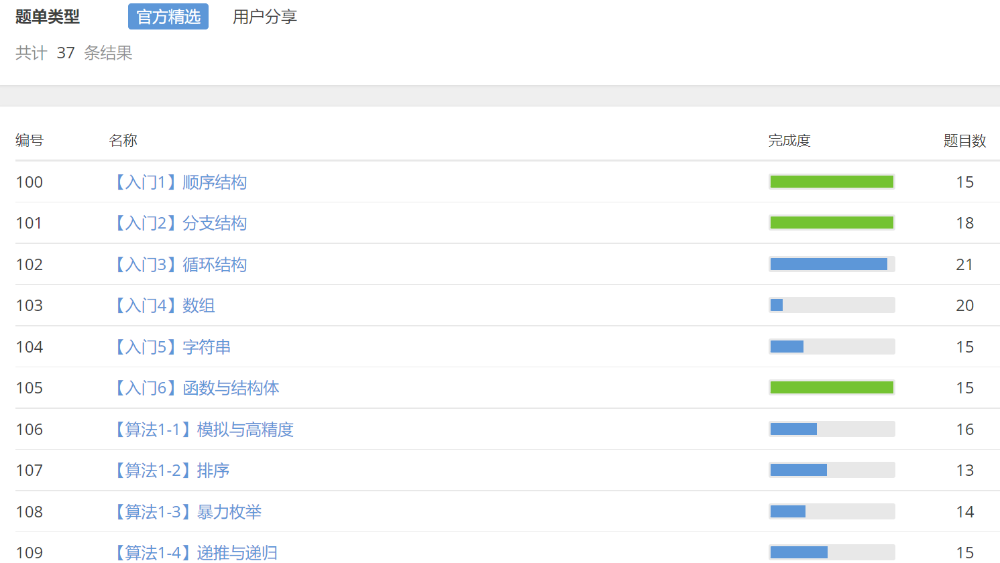 题单类型 官方精选 用户分享
共计 37 条结果
编号 名称 完成度 题目数
100 【入门1】顺序结构 15
101 【入门2】分支结构 18
102 【入门3】循环结构 21
103 【入门4】数组 20
104 【入门5】字符串 15
105 【入门6】函数与结构体 15
106 【算法1-1】模拟与高精度 16
107 【算法1-2】排序 13
108 【算法1-3】暴力枚举 14
109 【算法1-4】递推与递归 15